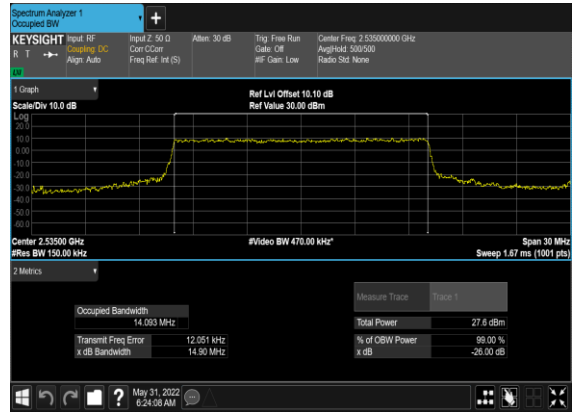 Spectrum Analyzer 1
Occupied BW
+
KEYSIGHT Input: RF Input Z: 50 Ω Atten: 30 dB Trig: Free Run Center Freq: 2.535000000 GHz
R T Coupling: DC Corr CCorr Gate: Off Avg|Hold: 500/500
Align: Auto Freq Ref: Int (S) #IF Gain: Low Radio Std: None
1 Graph
Scale/Div 10.0 dB
Ref Lvl Offset 10.10 dB
Ref Value 30.00 dBm
Log
20.0
10.0
0.00
-10.0
-20.0
-30.0
-40.0
-50.0
-60.0
Center 2.53500 GHz #Video BW 470.00 kHz* Span 30 MHz
#Res BW 150.00 kHz Sweep 1.67 ms (1001 pts)
2 Metrics
Measure Trace Trace 1
Occupied Bandwidth
14.093 MHz
Total Power 27.6 dBm
Transmit Freq Error 12.051 kHz % of OBW Power 99.00 %
x dB Bandwidth 14.90 MHz x dB -26.00 dB
? May 31, 2022
6:24:08 AM